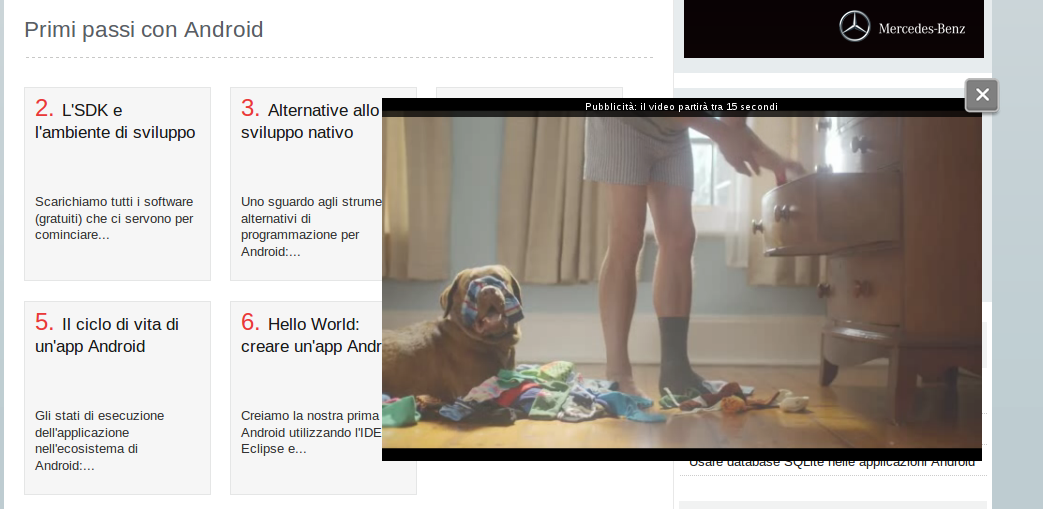 Primi passi con Android
Mercedes-Benz
2. L'SDK e
l'ambiente di sviluppo
Scarichiamo tutti i software
(gratuiti) che ci servono per
cominciare...
3. Alternative allo
sviluppo nativo
Uno sguardo agli strume
alternativi di
programmazione per
Android:...
Pubblicità: il video partirà tra 15 secondi
5. Il ciclo di vita di
un'app Android
Gli stati di esecuzione
dell'applicazione
nell'ecosistema di
Android:...
6. Hello World:
creare un'app Andr
Creiamo la nostra prima
Android utilizzando l'IDE
Eclipse e...
Usare database SQLite nelle applicazioni Android